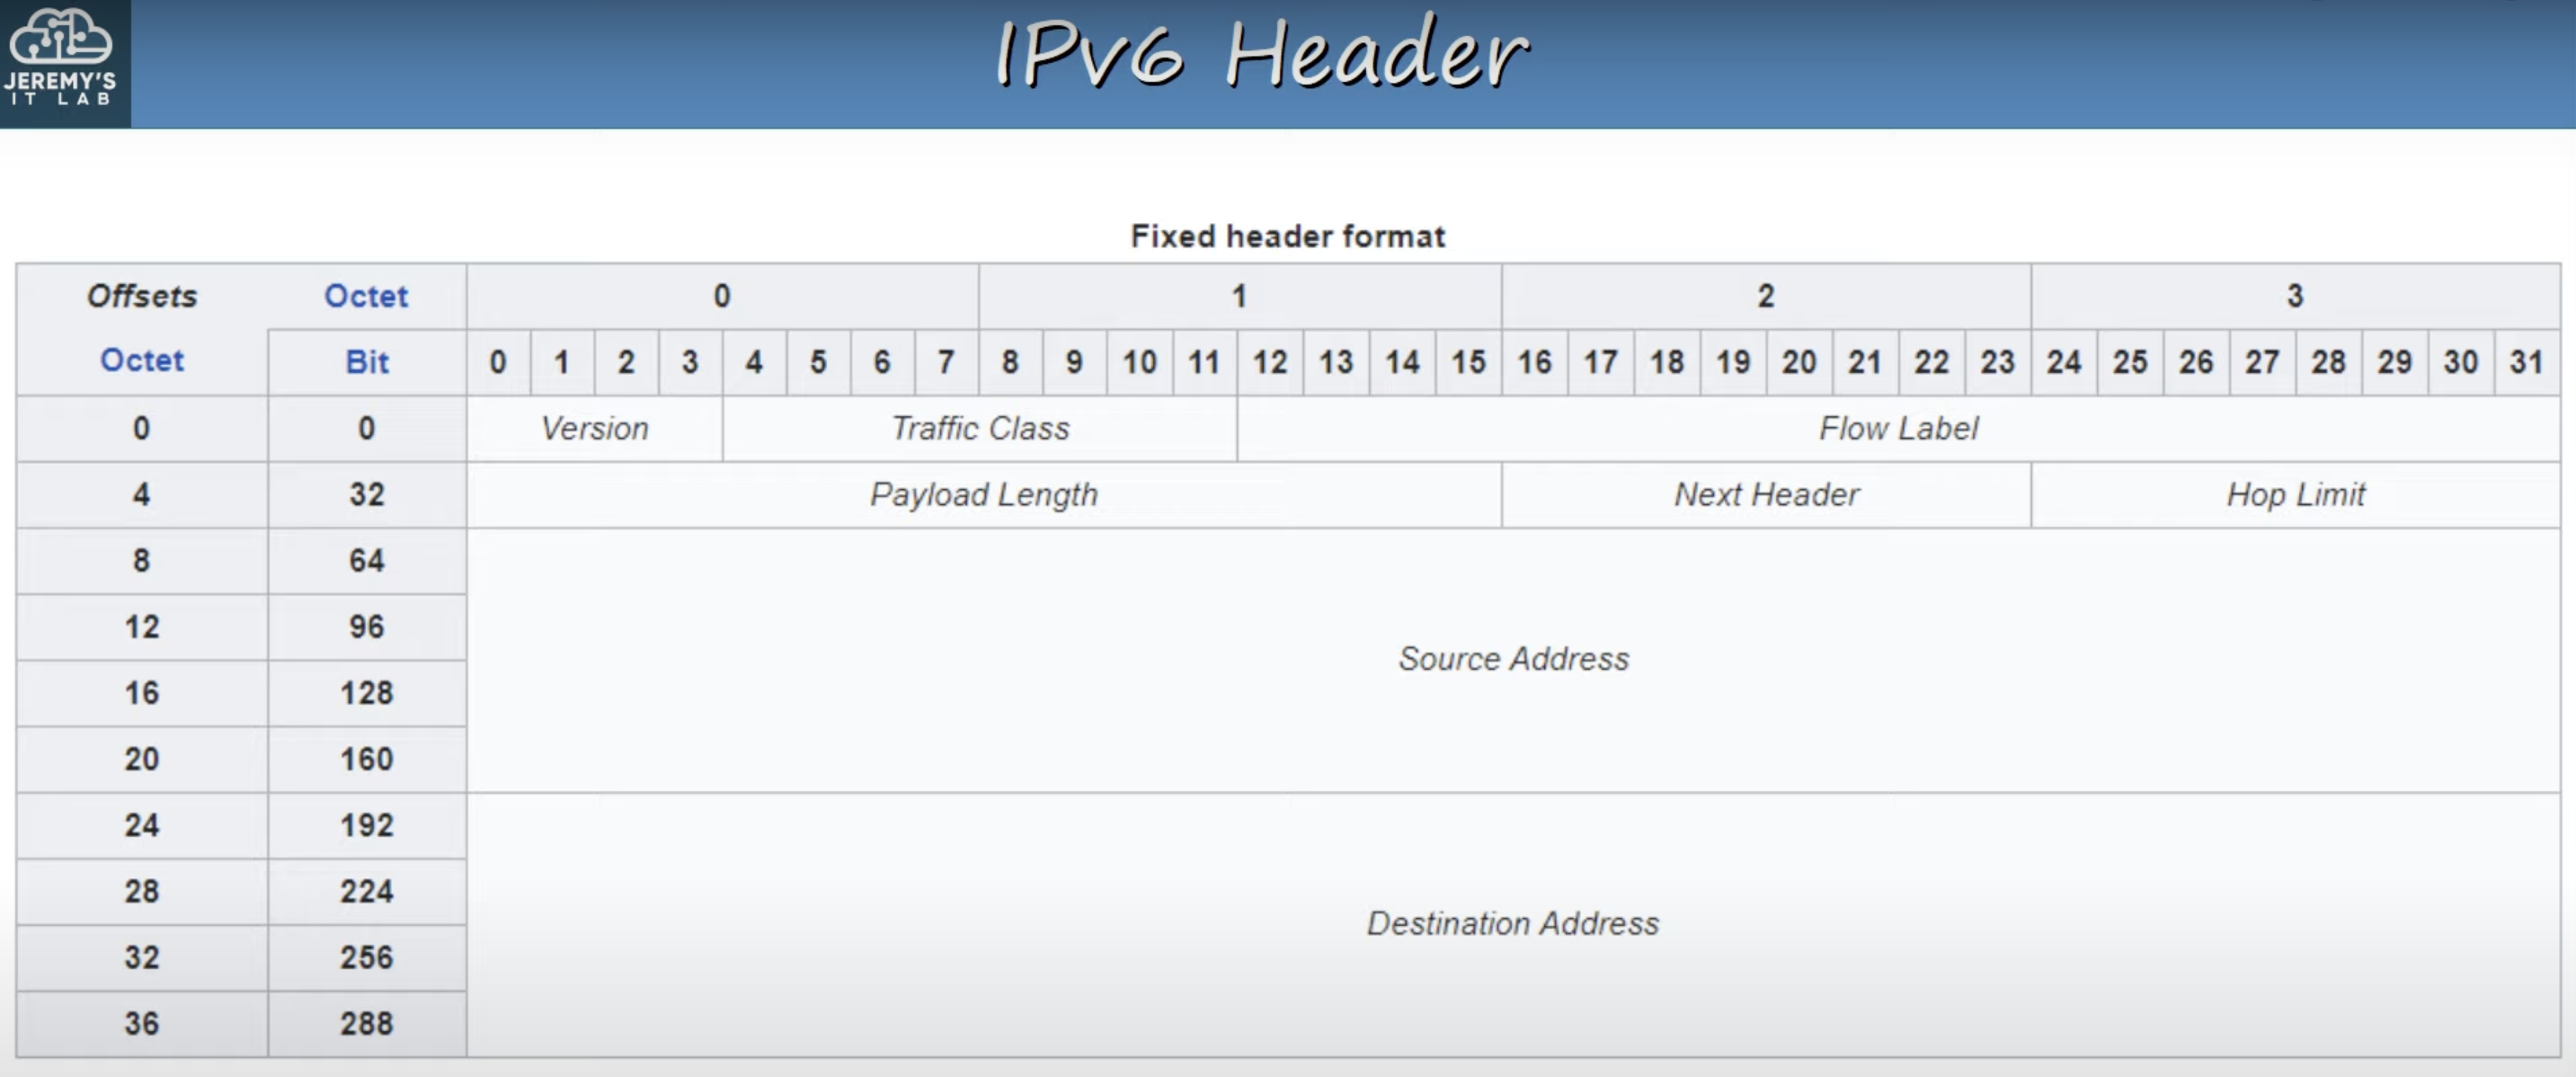 JEREMY'S
IT LAB
IPv6 Header
Fixed header format
Offsets Octet 0 1 2 3
Octet Bit 0 1 2 3 4 5 6 7 8 9 10 11 12 13 14 15 16 17 18 19 20 21 22 23 24 25 26 27 28 29 30 31
0 0 Version Traffic Class Flow Label
4 32 Payload Length Next Header Hop Limit
8 64
12 96
Source Address
16 128
20 160
24 192
28 224
Destination Address
32 256
36 288